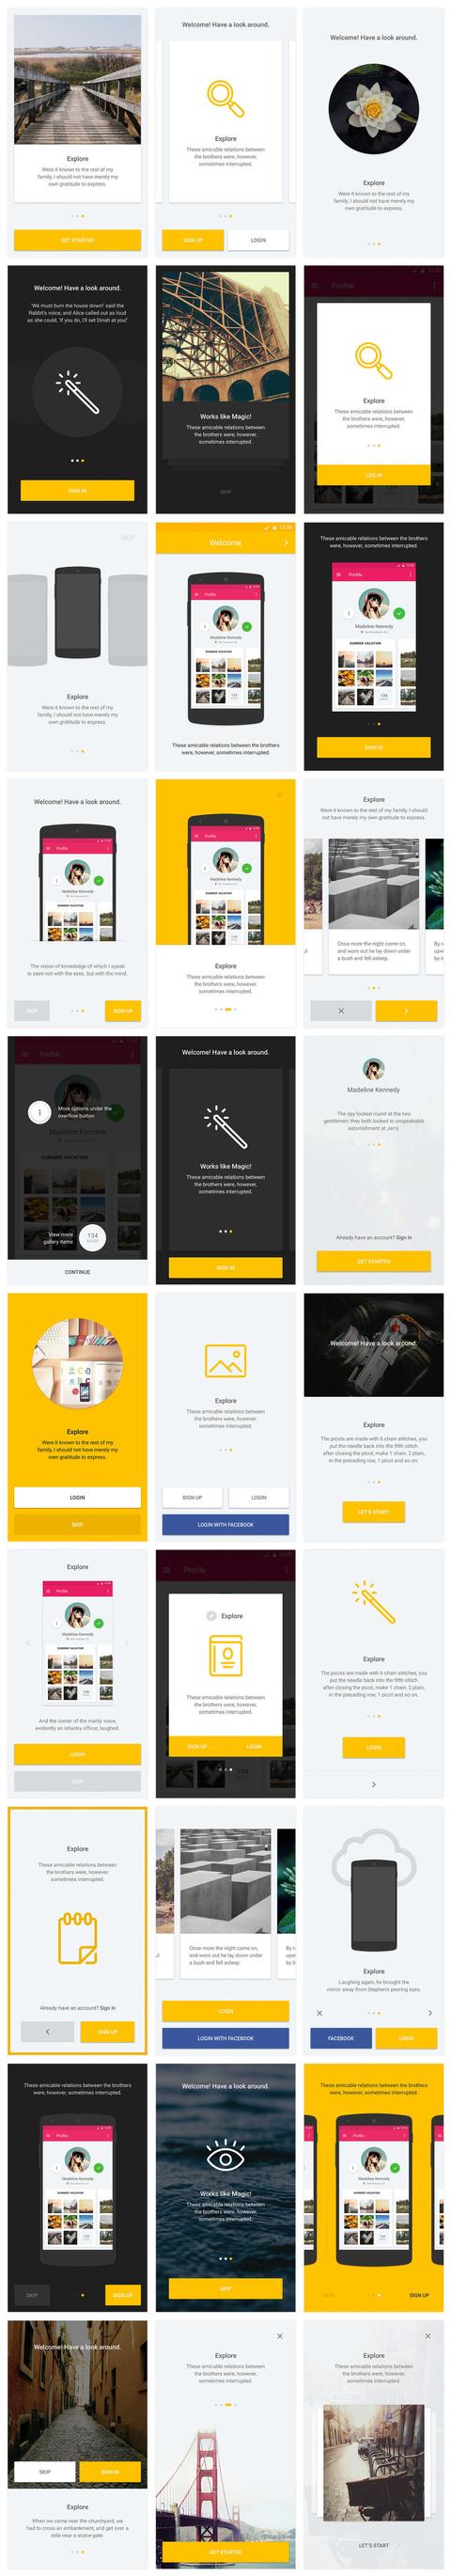 Explore
Were it known to the rest of my
family, I should not have merely my
own gratitude to express.
GET STARTED
Welcome! Have a look around.
Explore
These amicable relations between
the brothers were, however,
sometimes interrupted.
SIGN UP
LOGIN
Welcome! Have a look around.
Explore
Were it known to the rest of my
family, I should not have merely my
own gratitude to express.
Welcome! Have a look around.
'We must burn the house down!' said the
Rabbit's voice; and Alice called out as loud
as she could, 'If you do, I'll set Dinah at you!'
SIGN IN
Works like Magic!
These amicable relations between
the brothers were, however,
sometimes interrupted.
SKIP
Profile
Explore
These amicable relations between
the brothers were, however,
sometimes interrupted.
LOG IN
SKIP
Explore
Were it known to the rest of my
family, I should not have merely my
own gratitude to express.
Welcome
Profile
Madeline Kennedy
SUMMER VACATION
These amicable relations between the brothers
were, however, sometimes interrupted.
These amicable relations between the brothers
were, however, sometimes interrupted.
Profile
Madeline Kennedy
SUMMER VACATION
SIGN IN
Welcome! Have a look around.
Profile
Madeline Kennedy
SUMMER VACATION
The vision of knowledge of which I speak
is seen not with the eyes, but with the mind.
SKIP
SIGN UP
Profile
Madeline Kennedy
SUMMER VACATION
Explore
Were it known to the rest of my
family, I should not have merely my
own gratitude to express.
Explore
Were it known to the rest of my family, I should
not have merely my own gratitude to express.
Once more the night came on,
and worn out he lay down under
a bush and fell asleep.
Profile
More options under the
overflow button
Madeline Kennedy
SUMMER VACATION
View more
gallery items
134
CONTINUE
Welcome! Have a look around.
Works like Magic!
These amicable relations between
the brothers were, however,
sometimes interrupted.
SIGN IN
Madeline Kennedy
The spy looked round at the two
gentlemen; they both looked in unspeakable
astonishment at Jerry.
Already have an account? Sign In
GET STARTED
Explore
Were it known to the rest of my
family, I should not have merely my
own gratitude to express.
LOGIN
SKIP
Explore
These amicable relations between
the brothers were, however,
sometimes interrupted.
SIGN UP
LOGIN
LOGIN WITH FACEBOOK
Welcome! Have a look around.
Explore
The picots are made with 6 chain stitches, you
put the needle back into the fifth stitch
after closing the picot, make 1 chain, 2 plain,
in the preceding row, 1 picot and so on.
LET'S START!
Explore
Profile
Madeline Kennedy
SUMMER VACATION
And the owner of the manly voice,
evidently an infantry officer, laughed.
LOGIN
SKIP
Profile
Explore
These amicable relations between
the brothers were, however,
sometimes interrupted.
SIGN UP
LOGIN
Explore
The picots are made with 6 chain stitches, you
put the needle back into the fifth stitch
after closing the picot, make 1 chain, 2 plain,
in the preceding row, 1 picot and so on.
LOGIN
Explore
These amicable relations between
the brothers were, however,
sometimes interrupted.
Already have an account? Sign In
SIGN UP
Once more the night came on,
and worn out he lay down under
a bush and fell asleep.
LOGIN
LOGIN WITH FACEBOOK
Explore
Laughing again, he brought the
mirror away from Stephen's peering eyes.
FACEBOOK
LOGIN
These amicable relations between the brothers
were, however, sometimes interrupted.
Profile
Madeline Kennedy
SUMMER VACATION
SKIP
SIGN UP
Welcome! Have a look around.
Works like Magic!
These amicable relations between
the brothers were, however,
sometimes interrupted.
SKIP
These amicable relations between the brothers
were, however, sometimes interrupted.
Profile
Madeline Kennedy
SUMMER VACATION
SKIP
SIGN UP
Welcome! Have a look around.
SKIP
SIGN IN
Explore
When we came near the churchyard, we
had to cross an embankment, and get over a
stile near a sluice-gate.
Explore
These amicable relations between
the brothers were, however,
sometimes interrupted.
GET STARTED
Explore
These amicable relations between
the brothers were, however,
sometimes interrupted.
LET'S START